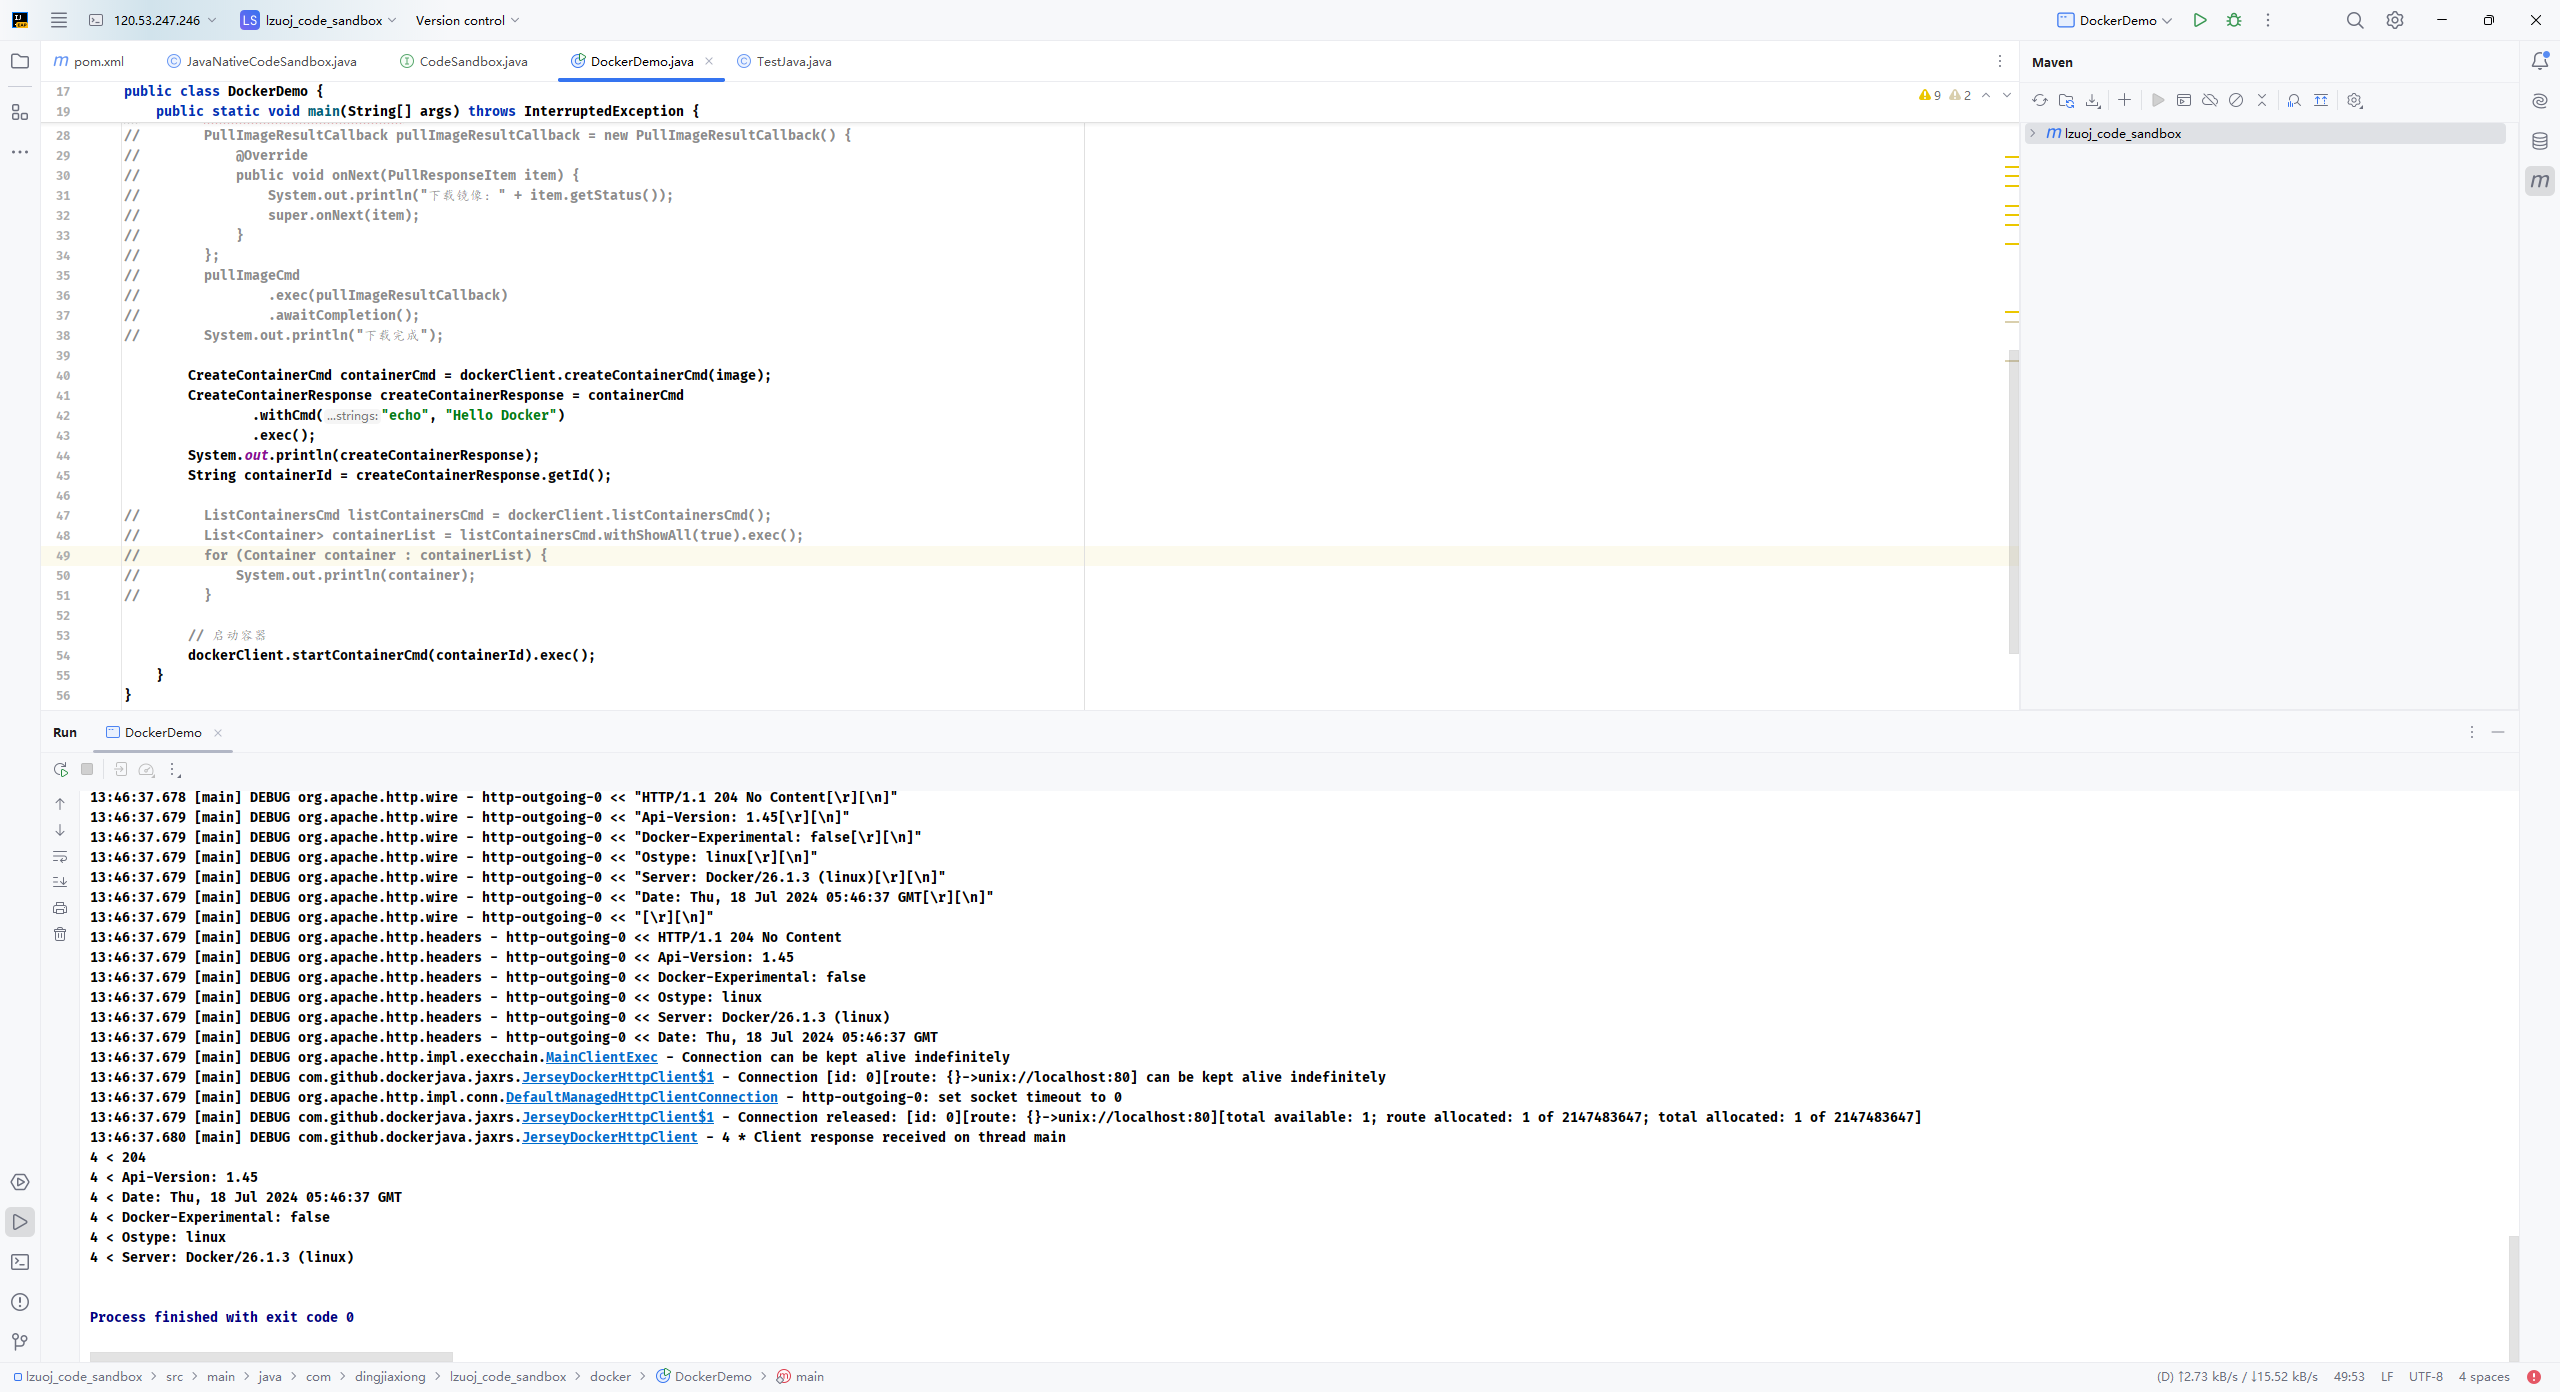 120.53.247.246
LS lzuoj_code_sandbox
Version control
DockerDemo
pom.xml
JavaNativeCodeSandbox.java
CodeSandbox.java
DockerDemo.java
TestJava.java
Maven
17 public class DockerDemo {
19 public static void main(String[] args) throws InterruptedException {
9 2
lzuoj_code_sandbox
28 // PullImageResultCallback pullImageResultCallback = new PullImageResultCallback() {
29 // @Override
30 // public void onNext(PullResponseItem item) {
31 // System.out.println("下载镜像: " + item.getStatus());
32 // super.onNext(item);
33 // }
34 // };
35 // pullImageCmd
36 // .exec(pullImageResultCallback)
37 // .awaitCompletion();
38 // System.out.println("下载完成");
39
40 CreateContainerCmd containerCmd = dockerClient.createContainerCmd(image);
41 CreateContainerResponse createContainerResponse = containerCmd
42 .withCmd( ...strings: "echo", "Hello Docker")
43 .exec();
44 System.out.println(createContainerResponse);
45 String containerId = createContainerResponse.getId();
46
47 // ListContainersCmd listContainersCmd = dockerClient.listContainersCmd();
48 // List<Container> containerList = listContainersCmd.withShowAll(true).exec();
49 // for (Container container : containerList) {
50 // System.out.println(container);
51 // }
52
53 // 启动容器
54 dockerClient.startContainerCmd(containerId).exec();
55 }
56 }
Run DockerDemo
13:46:37.678 [main] DEBUG org.apache.http.wire - http-outgoing-0 << "HTTP/1.1 204 No Content[\r][\n]"
13:46:37.679 [main] DEBUG org.apache.http.wire - http-outgoing-0 << "Api-Version: 1.45[\r][\n]"
13:46:37.679 [main] DEBUG org.apache.http.wire - http-outgoing-0 << "Docker-Experimental: false[\r][\n]"
13:46:37.679 [main] DEBUG org.apache.http.wire - http-outgoing-0 << "Ostype: linux[\r][\n]"
13:46:37.679 [main] DEBUG org.apache.http.wire - http-outgoing-0 << "Server: Docker/26.1.3 (linux)[\r][\n]"
13:46:37.679 [main] DEBUG org.apache.http.wire - http-outgoing-0 << "Date: Thu, 18 Jul 2024 05:46:37 GMT[\r][\n]"
13:46:37.679 [main] DEBUG org.apache.http.wire - http-outgoing-0 << "[\r][\n]"
13:46:37.679 [main] DEBUG org.apache.http.headers - http-outgoing-0 << HTTP/1.1 204 No Content
13:46:37.679 [main] DEBUG org.apache.http.headers - http-outgoing-0 << Api-Version: 1.45
13:46:37.679 [main] DEBUG org.apache.http.headers - http-outgoing-0 << Docker-Experimental: false
13:46:37.679 [main] DEBUG org.apache.http.headers - http-outgoing-0 << Ostype: linux
13:46:37.679 [main] DEBUG org.apache.http.headers - http-outgoing-0 << Server: Docker/26.1.3 (linux)
13:46:37.679 [main] DEBUG org.apache.http.headers - http-outgoing-0 << Date: Thu, 18 Jul 2024 05:46:37 GMT
13:46:37.679 [main] DEBUG org.apache.http.impl.execchain.MainClientExec - Connection can be kept alive indefinitely
13:46:37.679 [main] DEBUG com.github.dockerjava.jaxrs.JerseyDockerHttpClient$1 - Connection [id: 0][route: {}->unix://localhost:80] can be kept alive indefinitely
13:46:37.679 [main] DEBUG org.apache.http.impl.conn.DefaultManagedHttpClientConnection - http-outgoing-0: set socket timeout to 0
13:46:37.679 [main] DEBUG com.github.dockerjava.jaxrs.JerseyDockerHttpClient$1 - Connection released: [id: 0][route: {}->unix://localhost:80][total available: 1; route allocated: 1 of 2147483647; total allocated: 1 of 2147483647]
13:46:37.680 [main] DEBUG com.github.dockerjava.jaxrs.JerseyDockerHttpClient - 4 * Client response received on thread main
4 < 204
4 < Api-Version: 1.45
4 < Date: Thu, 18 Jul 2024 05:46:37 GMT
4 < Docker-Experimental: false
4 < Ostype: linux
4 < Server: Docker/26.1.3 (linux)
Process finished with exit code 0
lzuoj_code_sandbox > src > main > java > com > dingjiaxiong > lzuoj_code_sandbox > docker > DockerDemo > main
(D) ↑2.73 kB/s / ↓15.52 kB/s 49:53 LF UTF-8 4 spaces